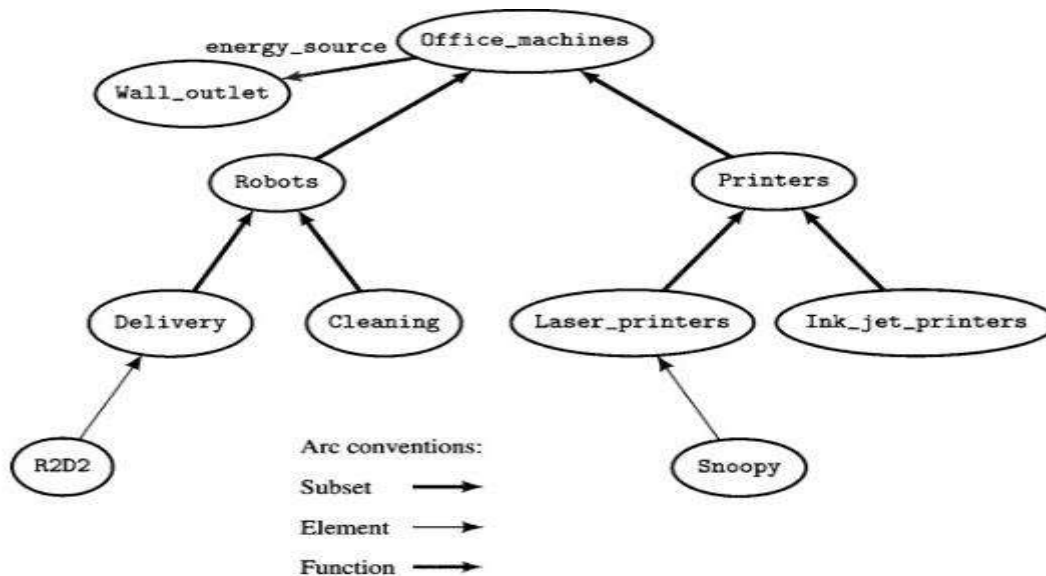 Office_machines
energy_source
Wall_outlet
Robots
Printers
Delivery
Cleaning
Laser_printers
Ink_jet_printers
R2D2
Snoopy
Arc conventions:
Subset
Element
Function